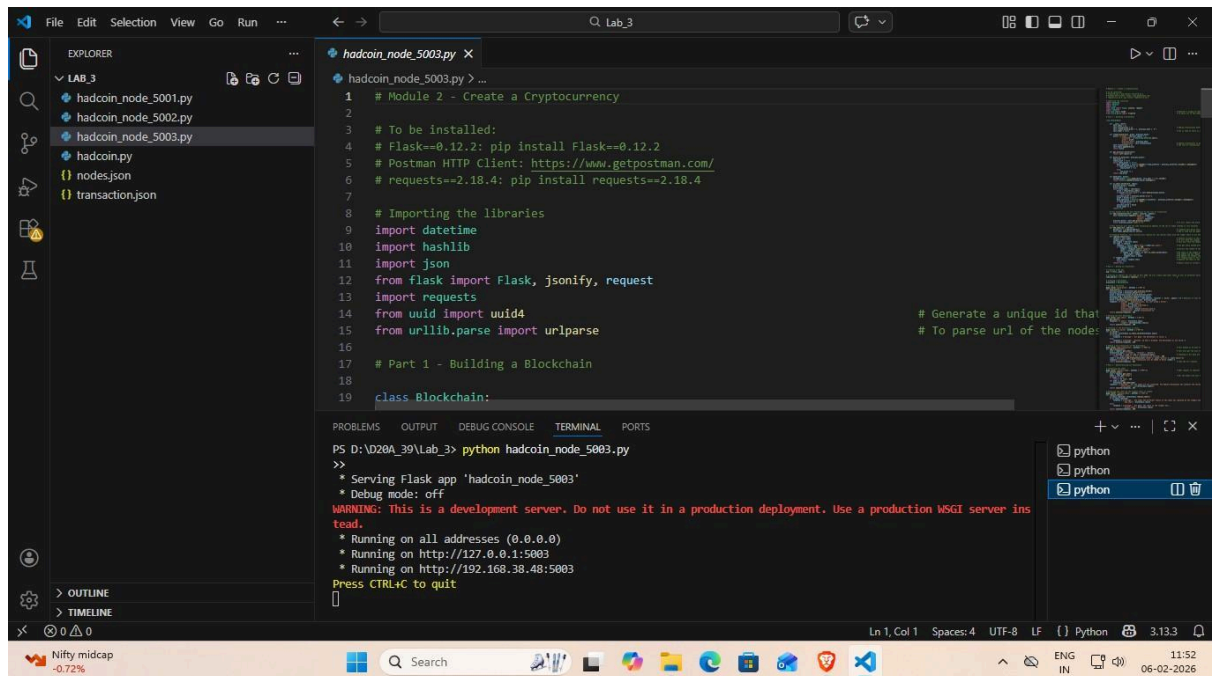 File Edit Selection View Go Run ··· ← → Lab_3
EXPLORER ···
LAB_3
hadcoin_node_5001.py
hadcoin_node_5002.py
hadcoin_node_5003.py
hadcoin.py
{} nodes.json
{} transaction.json
> OUTLINE
> TIMELINE
hadcoin_node_5003.py ×
hadcoin_node_5003.py > ...
1 # Module 2 - Create a Cryptocurrency
2
3 # To be installed:
4 # Flask==0.12.2: pip install Flask==0.12.2
5 # Postman HTTP Client: https://www.getpostman.com/
6 # requests==2.18.4: pip install requests==2.18.4
7
8 # Importing the libraries
9 import datetime
10 import hashlib
11 import json
12 from flask import Flask, jsonify, request
13 import requests
14 from uuid import uuid4 # Generate a unique id that
15 from urllib.parse import urlparse # To parse url of the nodes
16
17 # Part 1 - Building a Blockchain
18
19 class Blockchain:
PROBLEMS OUTPUT DEBUG CONSOLE TERMINAL PORTS
PS D:\D20A_39\Lab_3> python hadcoin_node_5003.py
>>
* Serving Flask app 'hadcoin_node_5003'
* Debug mode: off
WARNING: This is a development server. Do not use it in a production deployment. Use a production WSGI server ins
tead.
* Running on all addresses (0.0.0.0)
* Running on http://127.0.0.1:5003
* Running on http://192.168.38.48:5003
Press CTRL+C to quit
python
python
python
0 0 Ln 1, Col 1 Spaces: 4 UTF-8 LF {} Python 3.13.3
Nifty midcap
-0.72%
Search
ENG
IN
11:52
06-02-2026